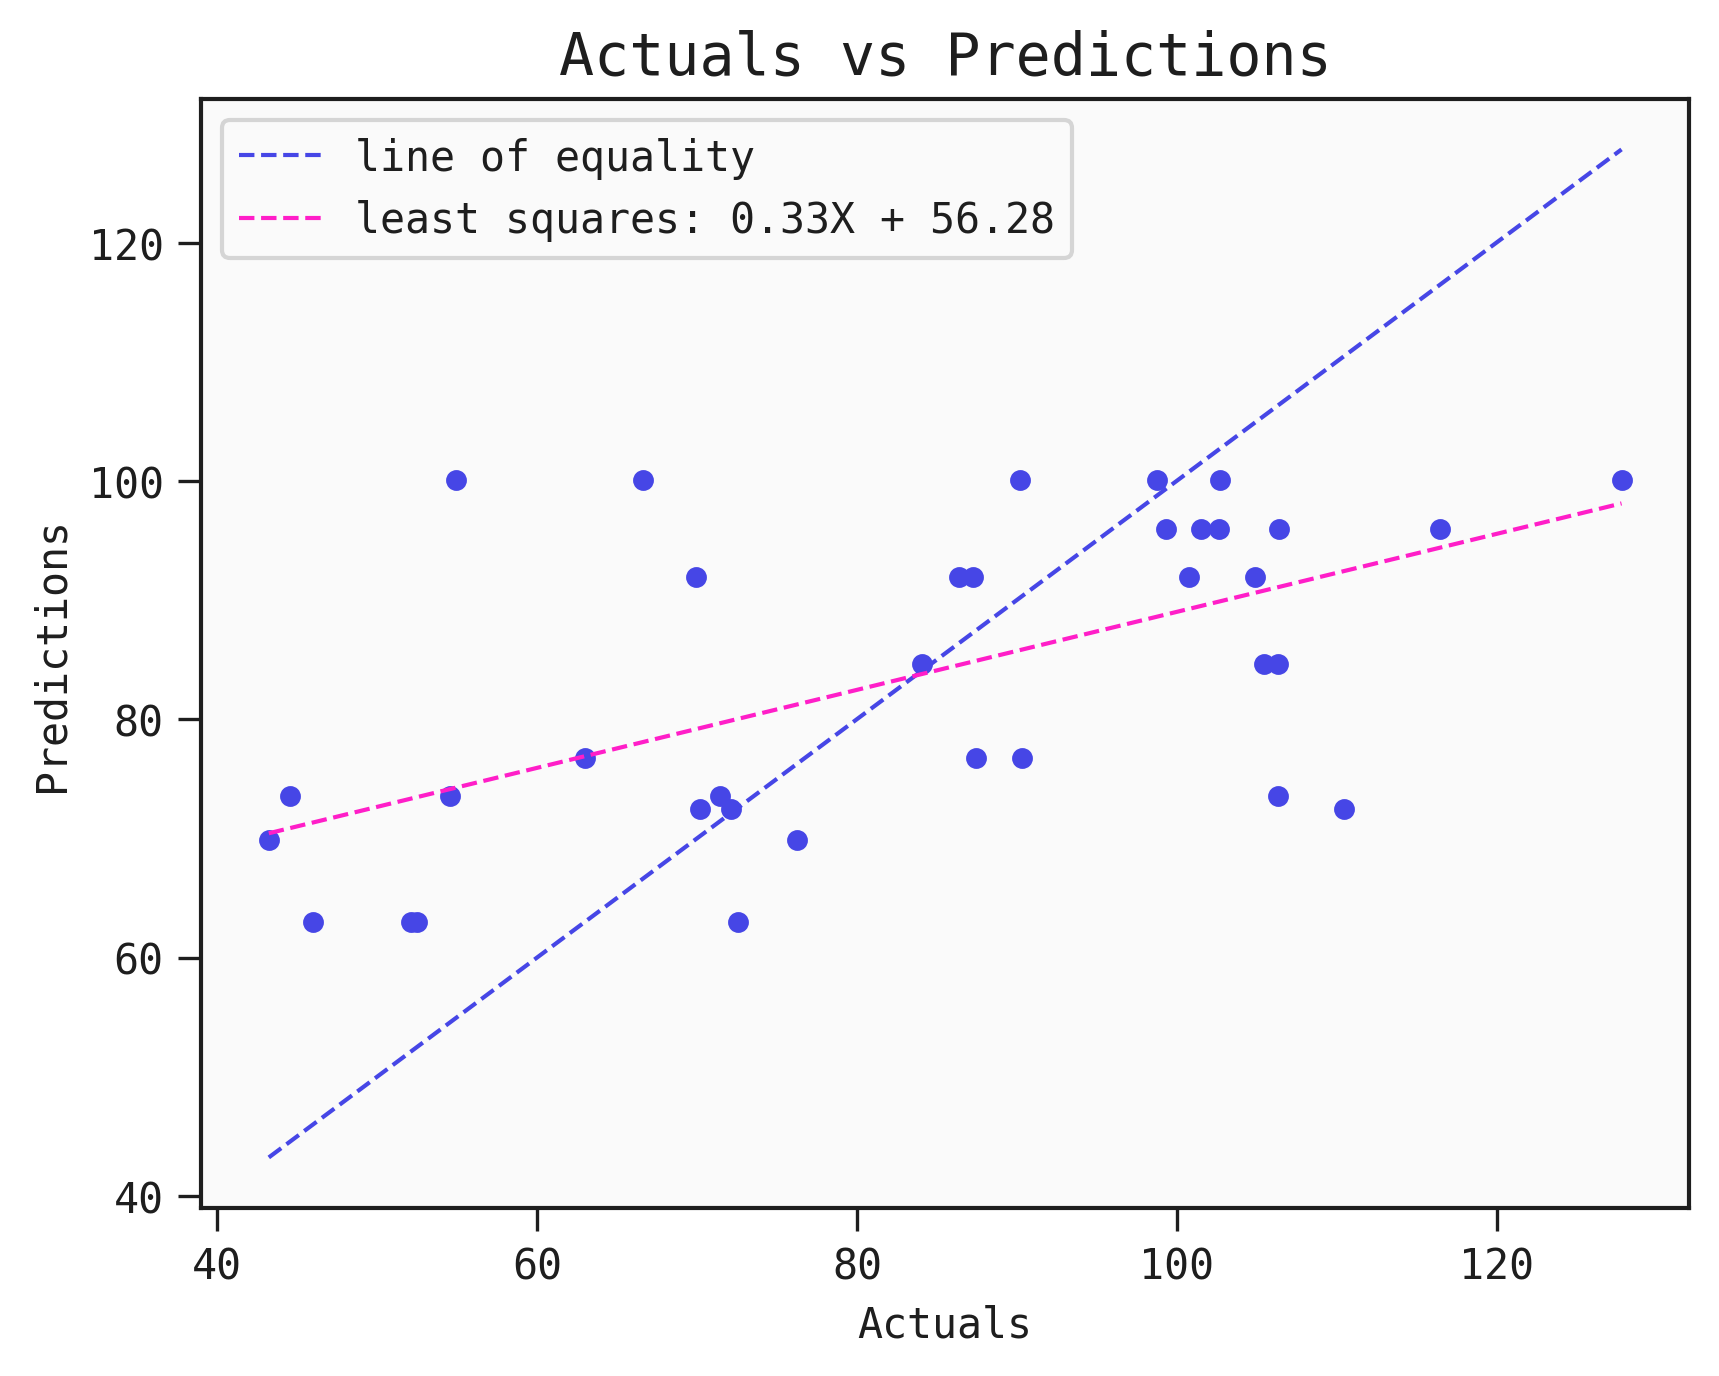 Actuals vs Predictions
line of equality
least squares: 0.33X + 56.28
120
100
80
60
40
Predictions
40 60 80 100 120
Actuals